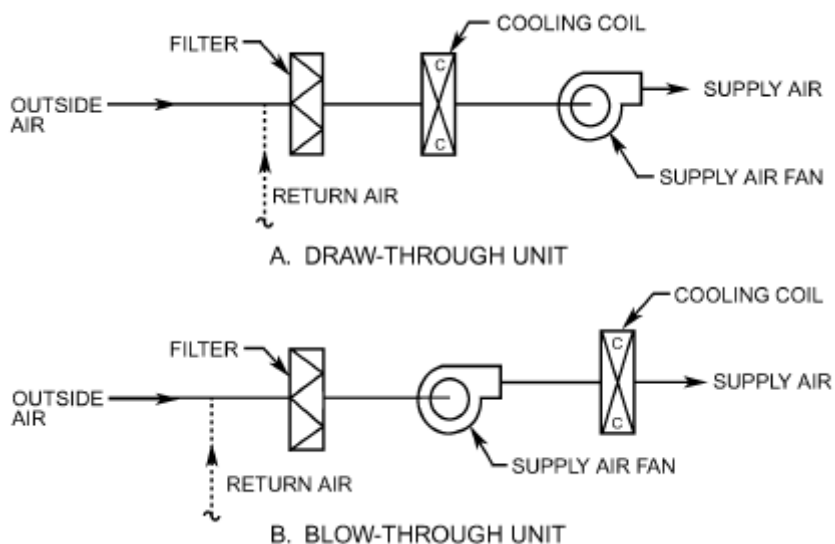 COOLING COIL
FILTER
SUPPLY AIR
OUTSIDE
AIR
C
C
SUPPLY AIR FAN
RETURN AIR
A. DRAW-THROUGH UNIT
COOLING COIL
FILTER
C
OUTSIDE
AIR
SUPPLY AIR
C
SUPPLY AIR FAN
RETURN AIR
B. BLOW-THROUGH UNIT